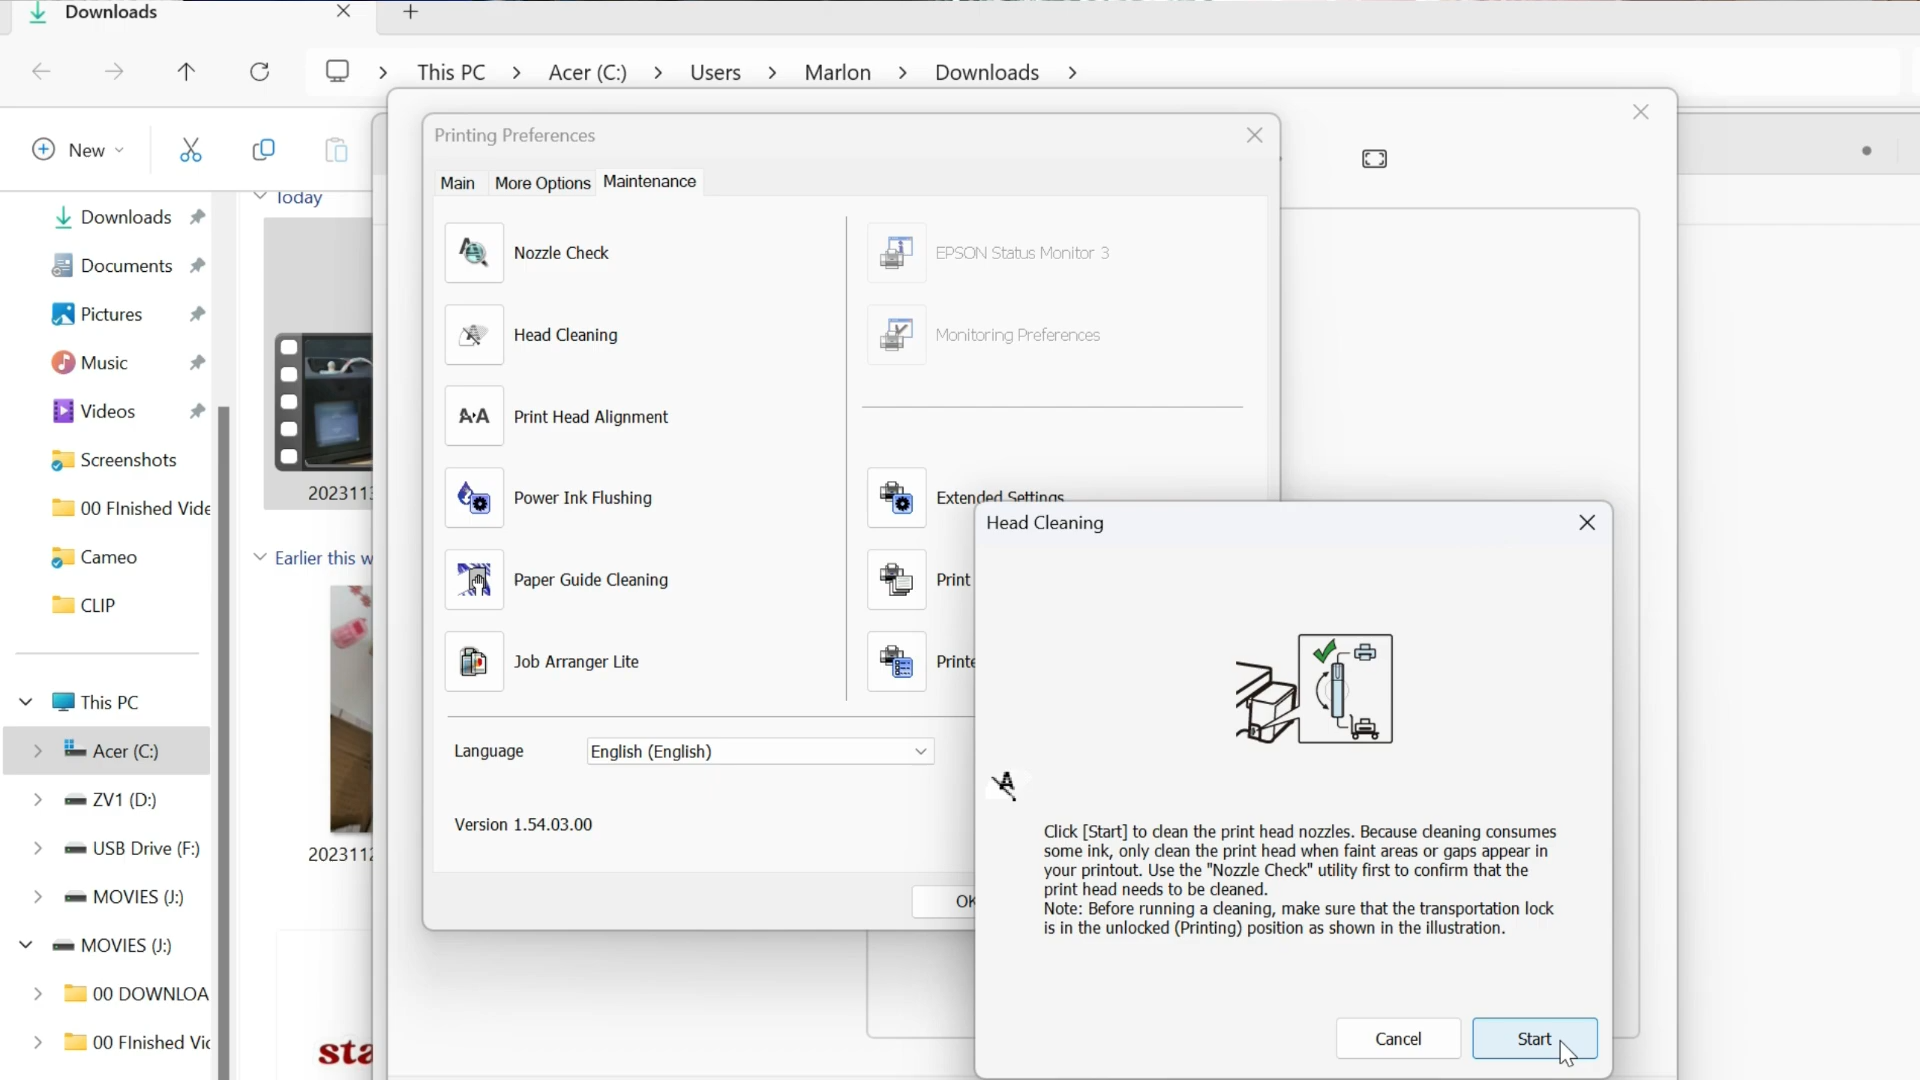 Downloads
This PC > Acer (C:) > Users > Marlon > Downloads >
New
Printing Preferences
Main More Options Maintenance
Nozzle Check
Head Cleaning
Print Head Alignment
Power Ink Flushing
Paper Guide Cleaning
Job Arranger Lite
EPSON Status Monitor 3
Monitoring Preferences
Extended Settings
Print
Printe
Language English (English)
Version 1.54.03.00
OK
Head Cleaning
Click [Start] to clean the print head nozzles. Because cleaning consumes
some ink, only clean the print head when faint areas or gaps appear in
your printout. Use the "Nozzle Check" utility first to confirm that the
print head needs to be cleaned.
Note: Before running a cleaning, make sure that the transportation lock
is in the unlocked (Printing) position as shown in the illustration.
Cancel Start
Downloads
Documents
Pictures
Music
Videos
Screenshots
00 FInished Vide
Cameo
CLIP
This PC
Acer (C:)
ZV1 (D:)
USB Drive (F:)
MOVIES (J:)
MOVIES (J:)
00 DOWNLOA
00 FInished Vic
Today
202311
Earlier this w
202311
sta